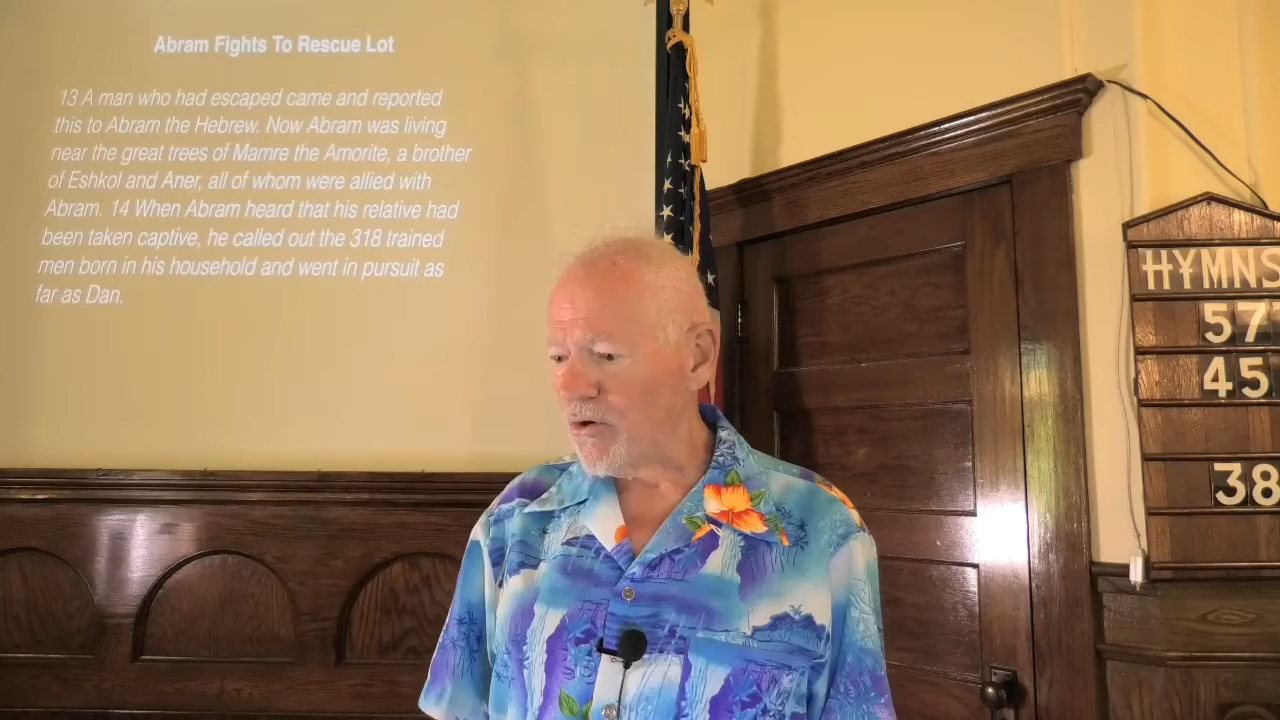 Abram Fights To Rescue Lot
13 A man who had escaped came and reported
this to Abram the Hebrew. Now Abram was living
near the great trees of Mamre the Amorite, a brother
of Eshkol and Aner, all of whom were allied with
Abram. 14 When Abram heard that his relative had
been taken captive, he called out the 318 trained
men born in his household and went in pursuit as
far as Dan.
HYMNS
57
45
38